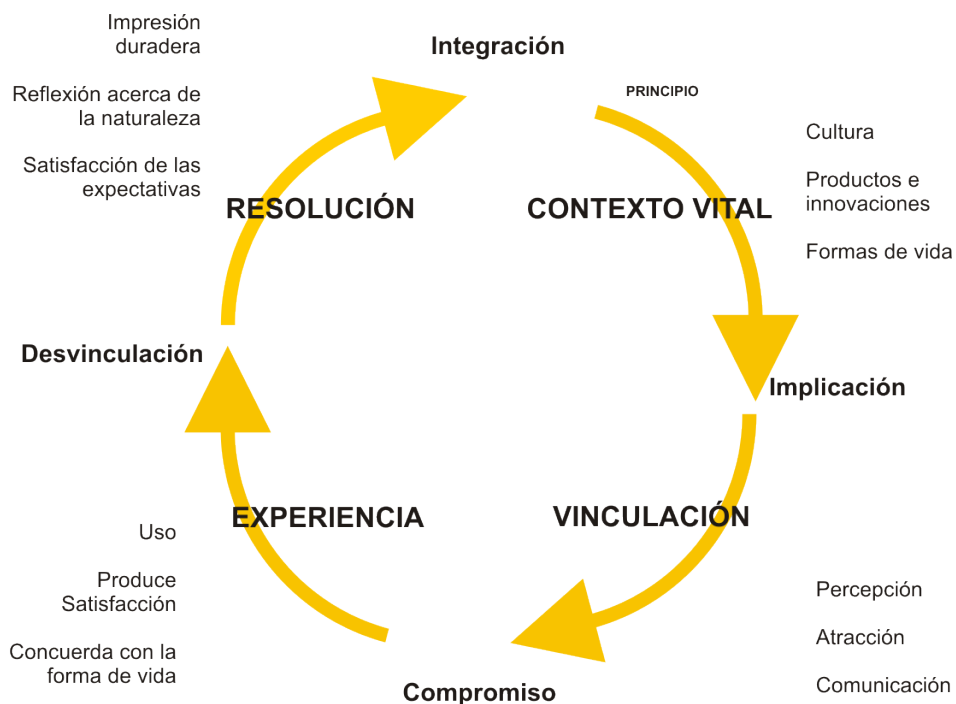 Integración
PRINCIPIO
CONTEXTO VITAL
Cultura
Productos e
innovaciones
Formas de vida
Implicación
VINCULACIÓN
Percepción
Atracción
Comunicación
Compromiso
EXPERIENCIA
Uso
Produce
Satisfacción
Concuerda con la
forma de vida
Desvinculación
RESOLUCIÓN
Impresión
duradera
Reflexión acerca de
la naturaleza
Satisfacción de las
expectativas